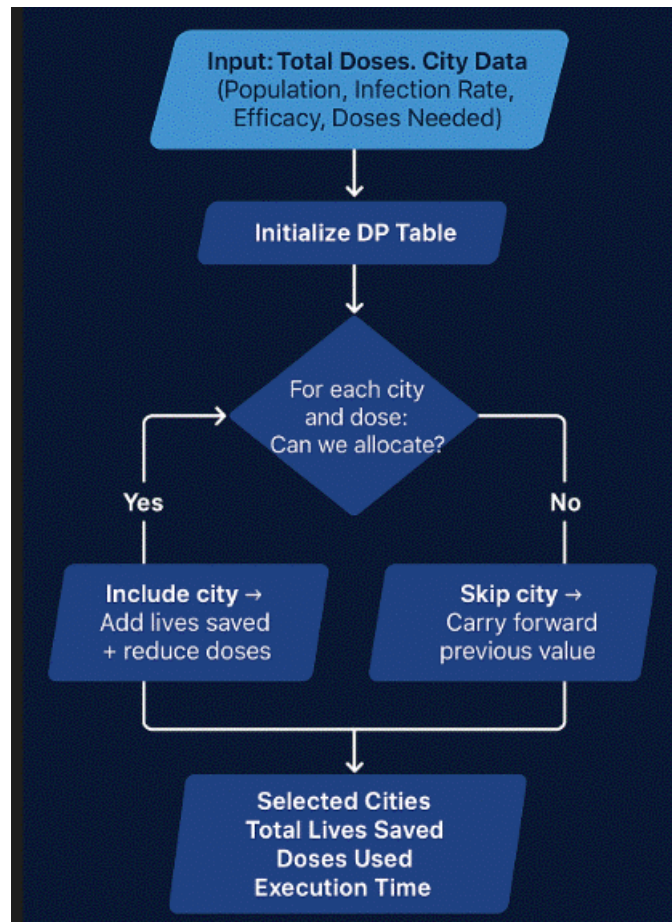 Input: Total Doses. City Data
(Population, Infection Rate,
Efficacy, Doses Needed)
Initialize DP Table
For each city
and dose:
Can we allocate?
Yes
No
Include city →
Add lives saved
+ reduce doses
Skip city →
Carry forward
previous value
Selected Cities
Total Lives Saved
Doses Used
Execution Time